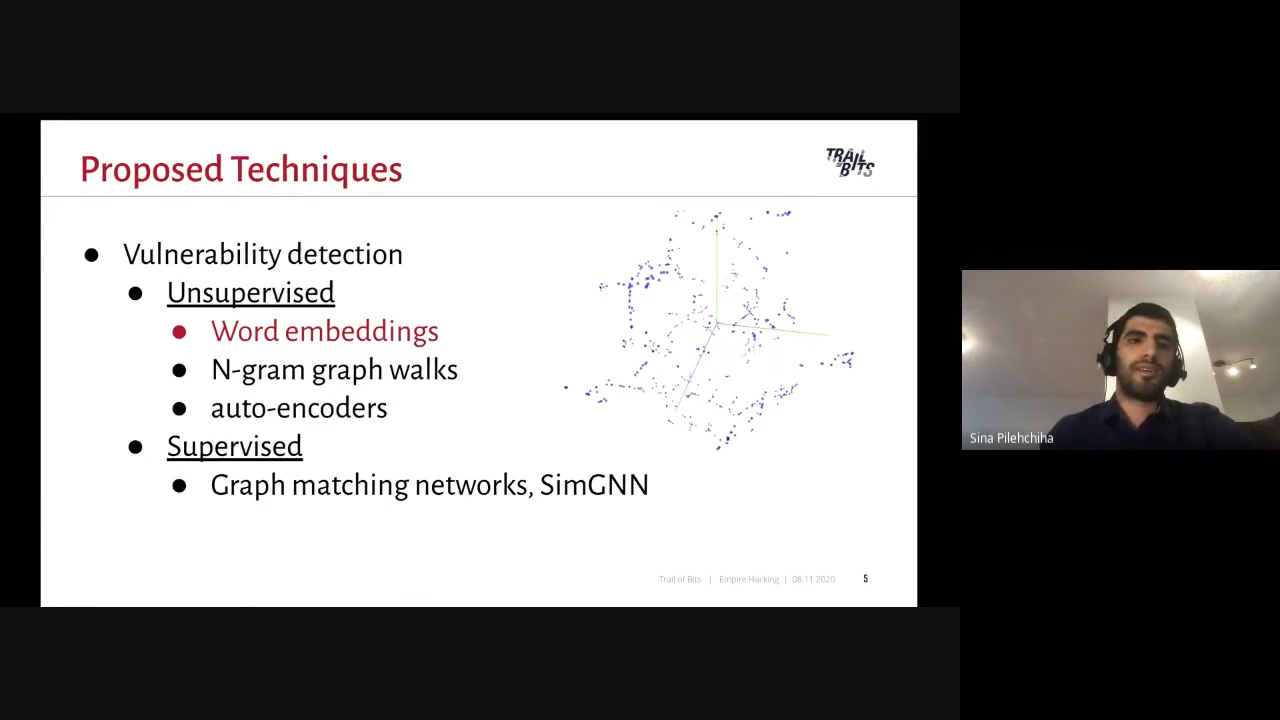 Proposed Techniques
TRAIL
OF BITS
● Vulnerability detection
● Unsupervised
● Word embeddings
● N-gram graph walks
● auto-encoders
● Supervised
● Graph matching networks, SimGNN
Trail of Bits | Empire Hacking | 08.11.2020 5
Sina Pilehchiha